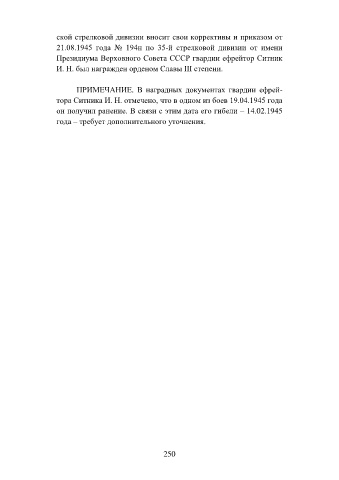 ской стрелковой дивизии вносит свои коррективы и приказом от
21.08.1945 года № 194н по 35-й стрелковой дивизии от имени
Президиума Верховного Совета СССР гвардии ефрейтор Ситник
И. Н. был награжден орденом Славы III степени.
ПРИМЕЧАНИЕ. В наградных документах гвардии ефрей-
тора Ситника И. Н. отмечено, что в одном из боев 19.04.1945 года
он получил ранение. В связи с этим дата его гибели – 14.02.1945
года – требует дополнительного уточнения.
250